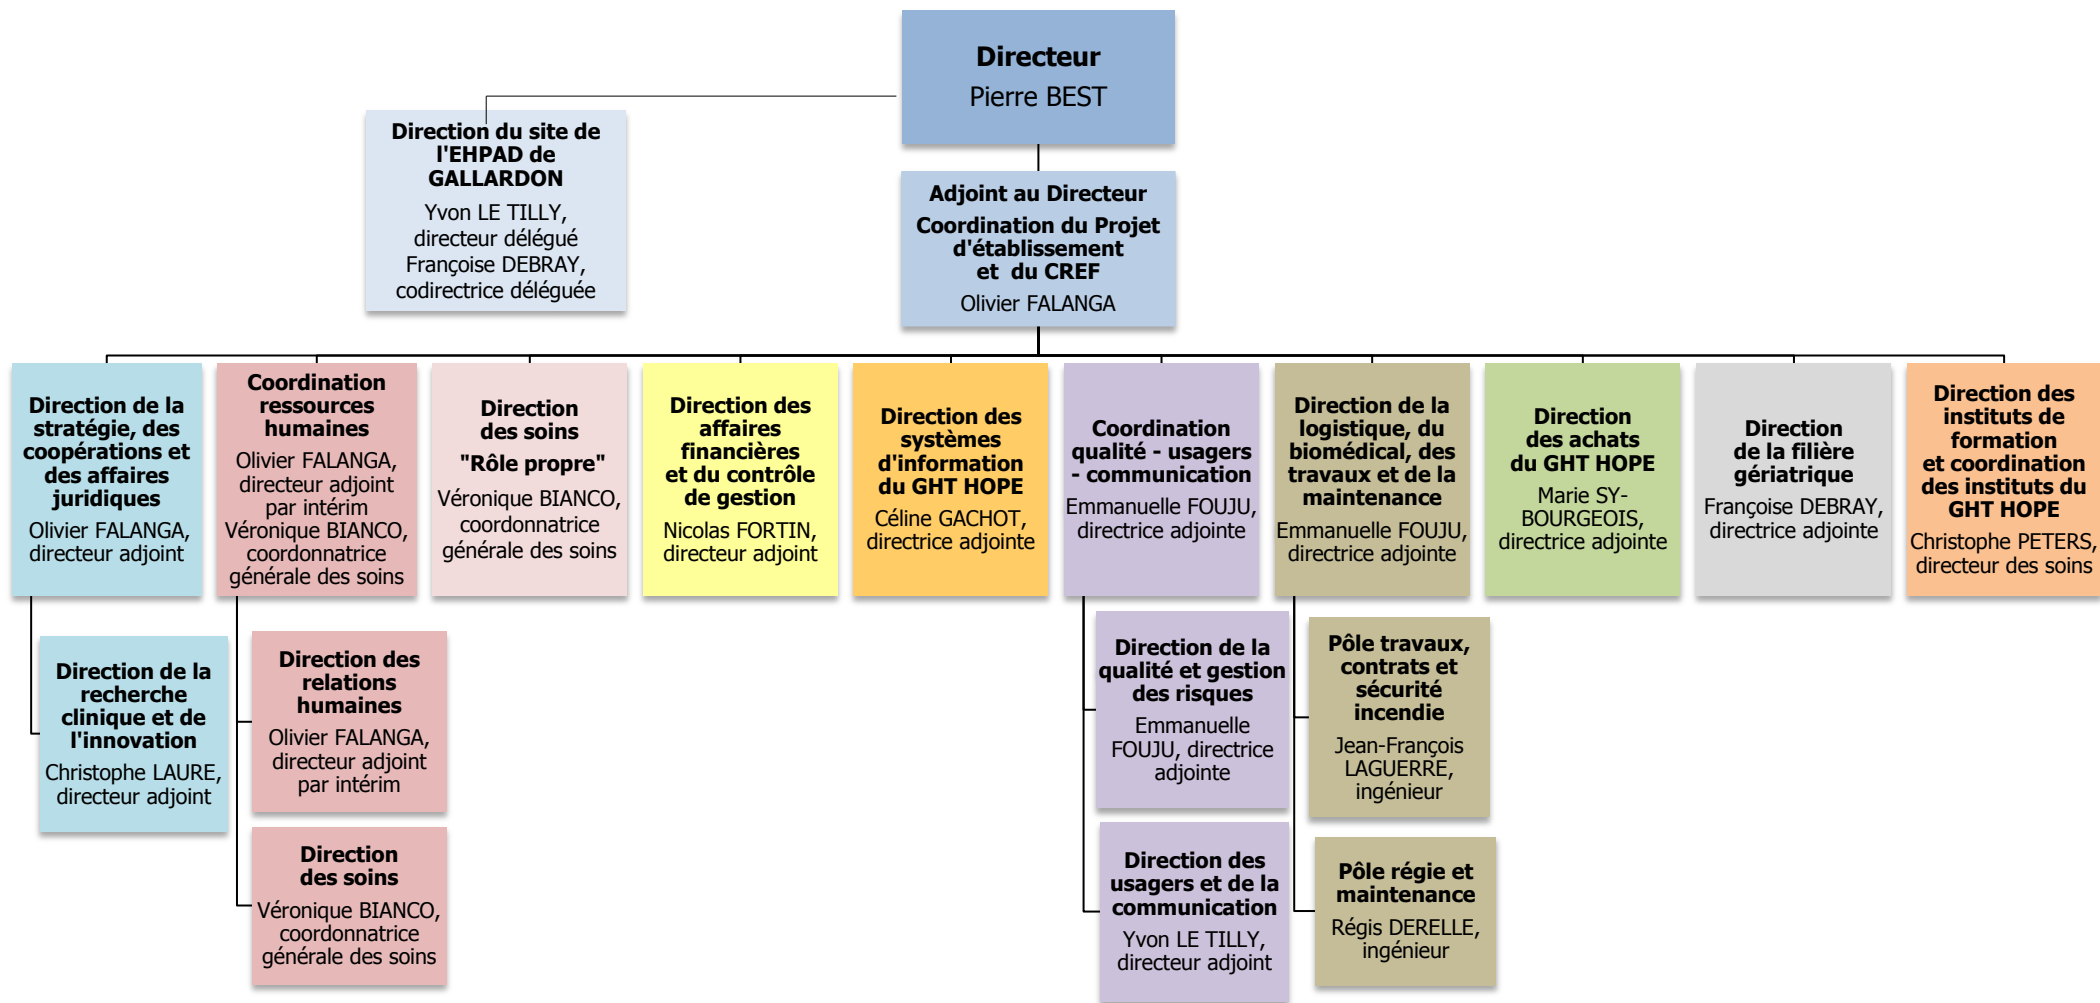 Directeur
Pierre BEST
Direction du site de
l'EHPAD de
GALLARDON
Yvon LE TILLY,
directeur délégué
Françoise DEBRAY,
codirectrice déléguée
Adjoint au Directeur
Coordination du Projet
d'établissement
et du CREF
Olivier FALANGA
Direction de la
stratégie, des
coopérations et
des affaires
juridiques
Olivier FALANGA,
directeur adjoint
Coordination
ressources
humaines
Olivier FALANGA,
directeur adjoint
par intérim
Véronique BIANCO,
coordonnatrice
générale des soins
Direction
des soins
"Rôle propre"
Véronique BIANCO,
coordonnatrice
générale des soins
Direction des
affaires
financières
et du contrôle
de gestion
Nicolas FORTIN,
directeur adjoint
Direction des
systèmes
d'information
du GHT HOPE
Céline GACHOT,
directrice adjointe
Coordination
qualité - usagers
- communication
Emmanuelle FOUJU,
directrice adjointe
Direction de la
logistique, du
biomédical, des
travaux et de la
maintenance
Emmanuelle FOUJU,
directrice adjointe
Direction
des achats
du GHT HOPE
Marie SY-
BOURGEOIS,
directrice adjointe
Direction
de la filière
gériatrique
Françoise DEBRAY,
directrice adjointe
Direction des
instituts de
formation
et coordination
des instituts du
GHT HOPE
Christophe PETERS,
directeur des soins
Direction de la
recherche
clinique et de
l'innovation
Christophe LAURE,
directeur adjoint
Direction des
relations
humaines
Olivier FALANGA,
directeur adjoint
par intérim
Direction
des soins
Véronique BIANCO,
coordonnatrice
générale des soins
Direction de la
qualité et gestion
des risques
Emmanuelle
FOUJU, directrice
adjointe
Direction des
usagers et de la
communication
Yvon LE TILLY,
directeur adjoint
Pôle travaux,
contrats et
sécurité
incendie
Jean-François
LAGUERRE,
ingénieur
Pôle régie et
maintenance
Régis DERELLE,
ingénieur